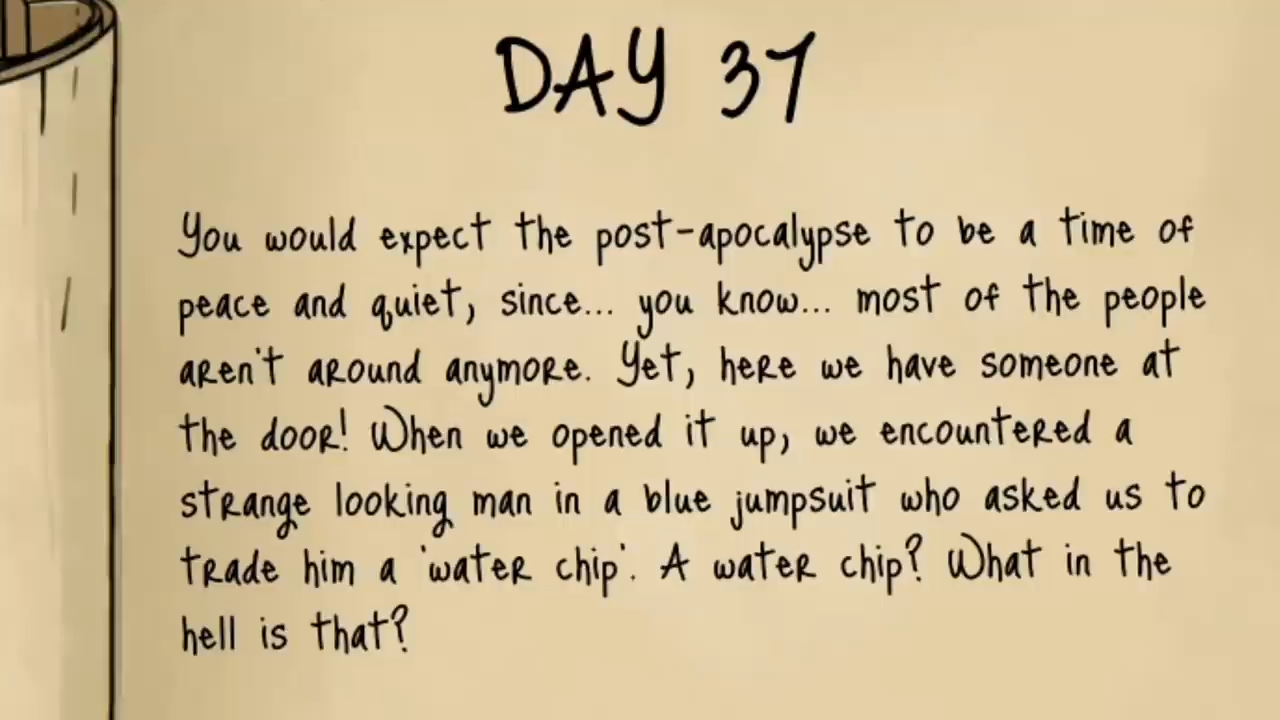 DAY 37
You would expect the post-apocalypse to be a time of
peace and quiet, since... you know... most of the people
aren't around anymore. Yet, here we have someone at
the door! When we opened it up, we encountered a
strange looking man in a blue jumpsuit who asked us to
trade him a 'water chip'. A water chip? What in the
hell is that?